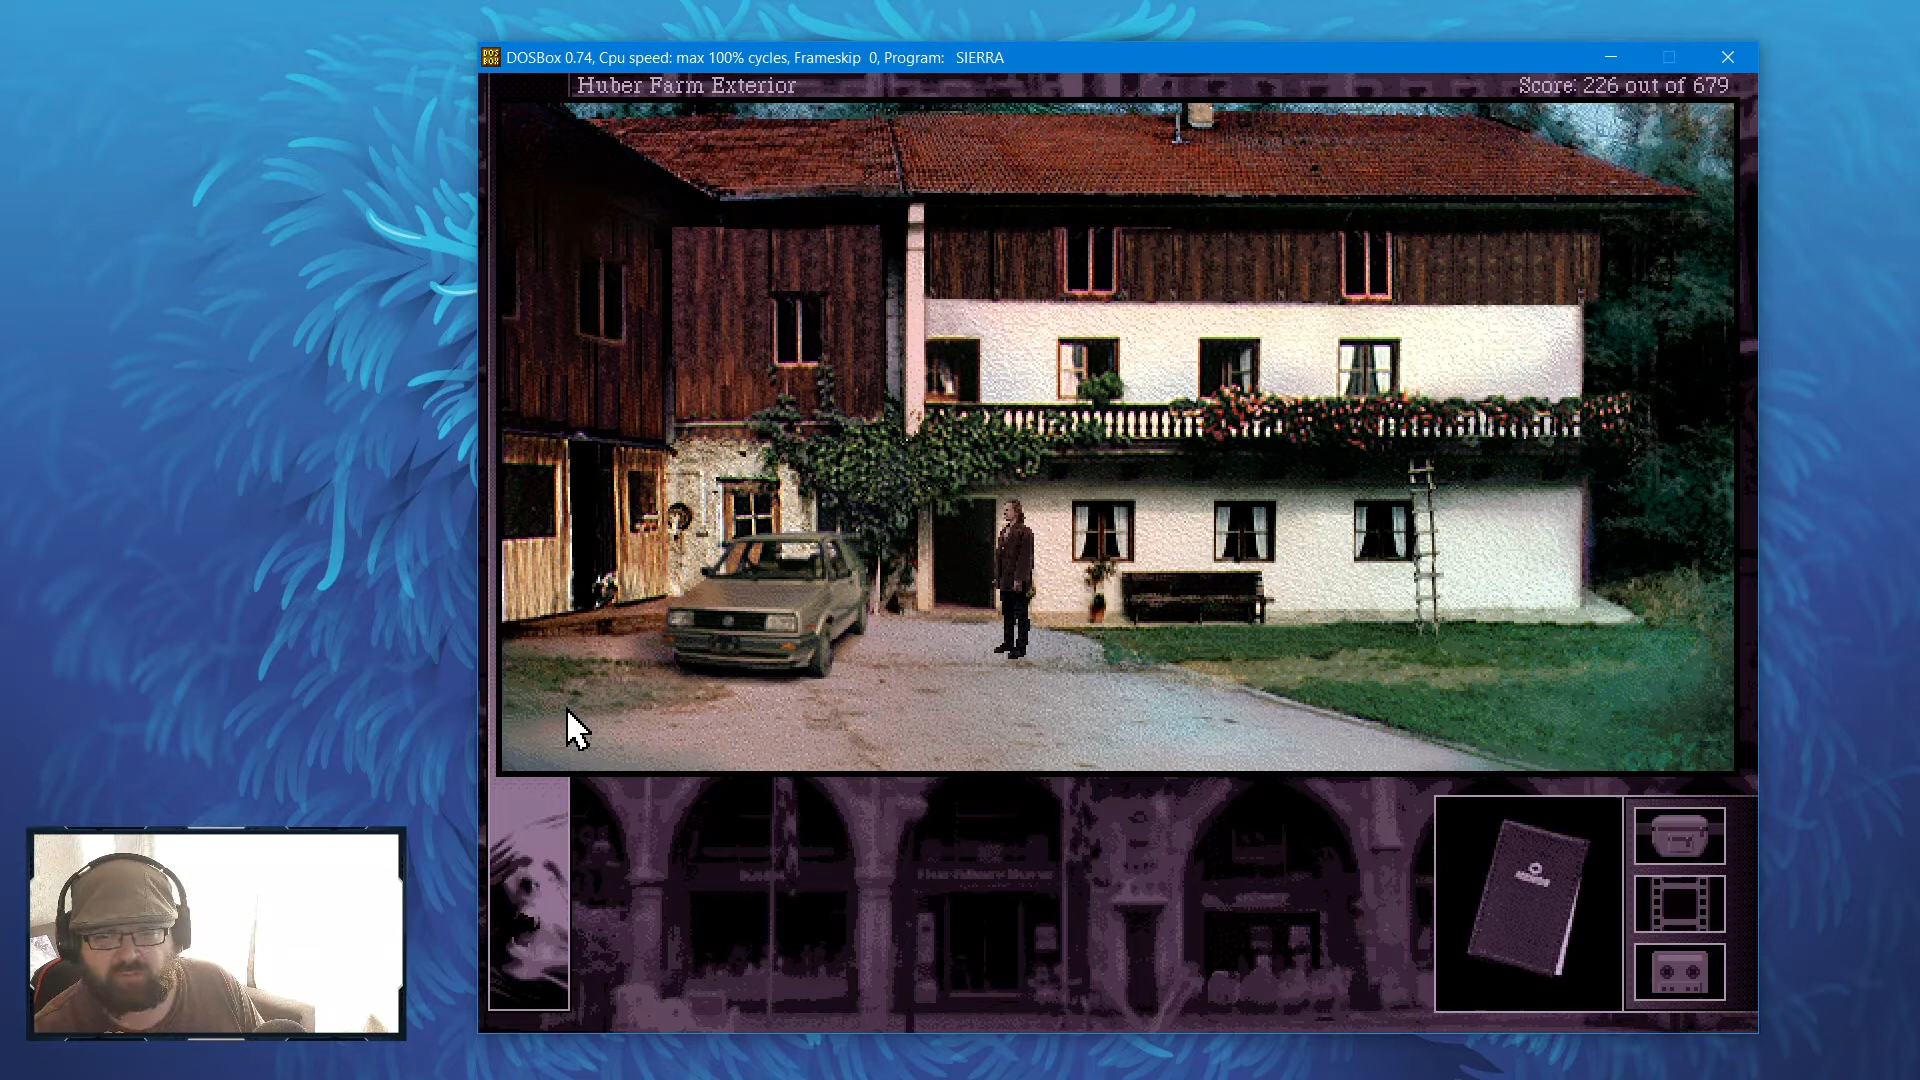 DOSBox 0.74, Cpu speed: max 100% cycles, Frameskip  0, Program:   SIERRA
Huber Farm Exterior
Score: 226 out of 679